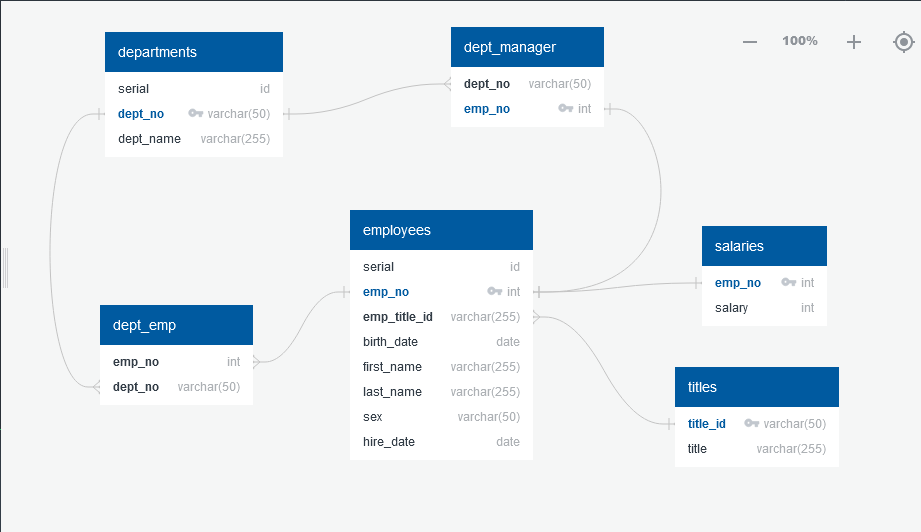 100%
departments
serial id
dept_no varchar(50)
dept_name varchar(255)
dept_manager
dept_no varchar(50)
emp_no int
employees
serial id
emp_no int
emp_title_id varchar(255)
birth_date date
first_name varchar(255)
last_name varchar(255)
sex varchar(50)
hire_date date
salaries
emp_no int
salary int
dept_emp
emp_no int
dept_no varchar(50)
titles
title_id varchar(50)
title varchar(255)